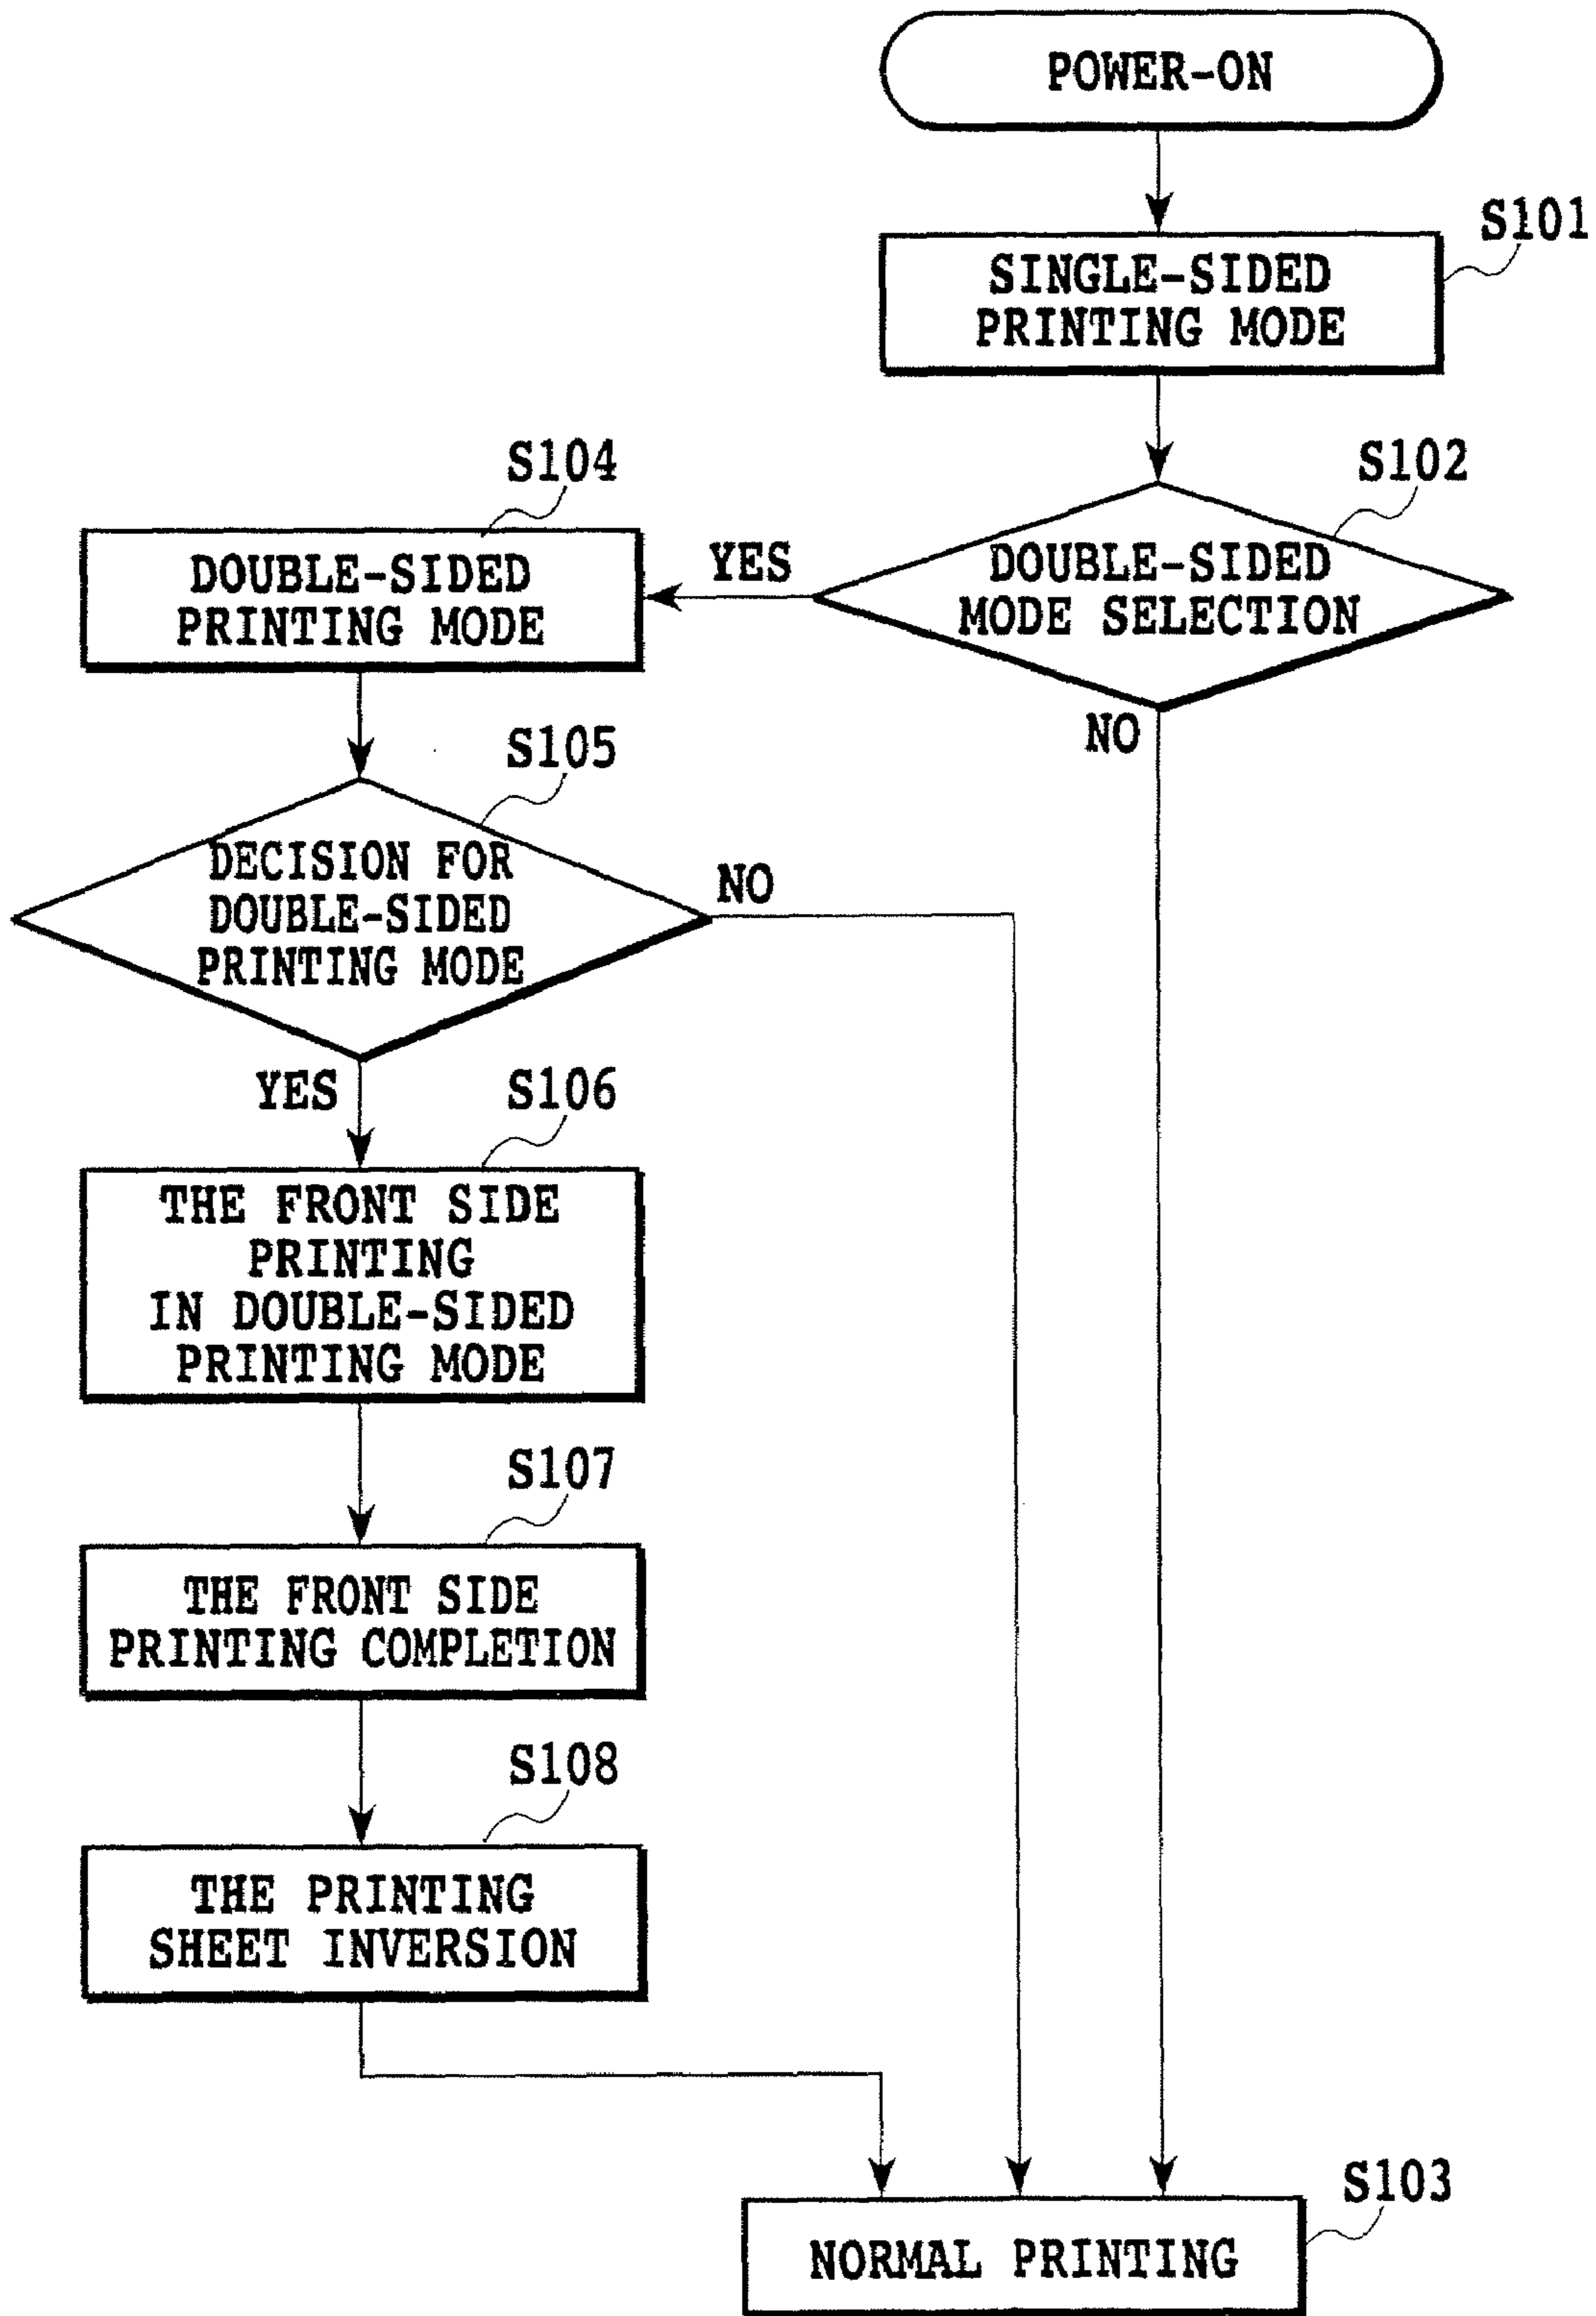 POWER-ON
S101
SINGLE-SIDED
PRINTING MODE
S102
DOUBLE-SIDED
MODE SELECTION
YES
NO
S104
DOUBLE-SIDED
PRINTING MODE
S105
DECISION FOR
DOUBLE-SIDED
PRINTING MODE
NO
YES
S106
THE FRONT SIDE
PRINTING
IN DOUBLE-SIDED
PRINTING MODE
S107
THE FRONT SIDE
PRINTING COMPLETION
S108
THE PRINTING
SHEET INVERSION
S103
NORMAL PRINTING